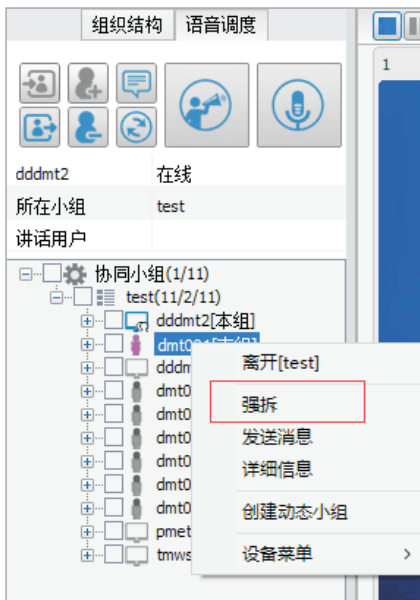 组织结构
语音调度
1
dddmt2
在线
所在小组
test
讲话用户
协同小组(1/11)
test(11/2/11)
dddmt2[本组]
离开[test]
强拆
发送消息
详细信息
创建动态小组
设备菜单